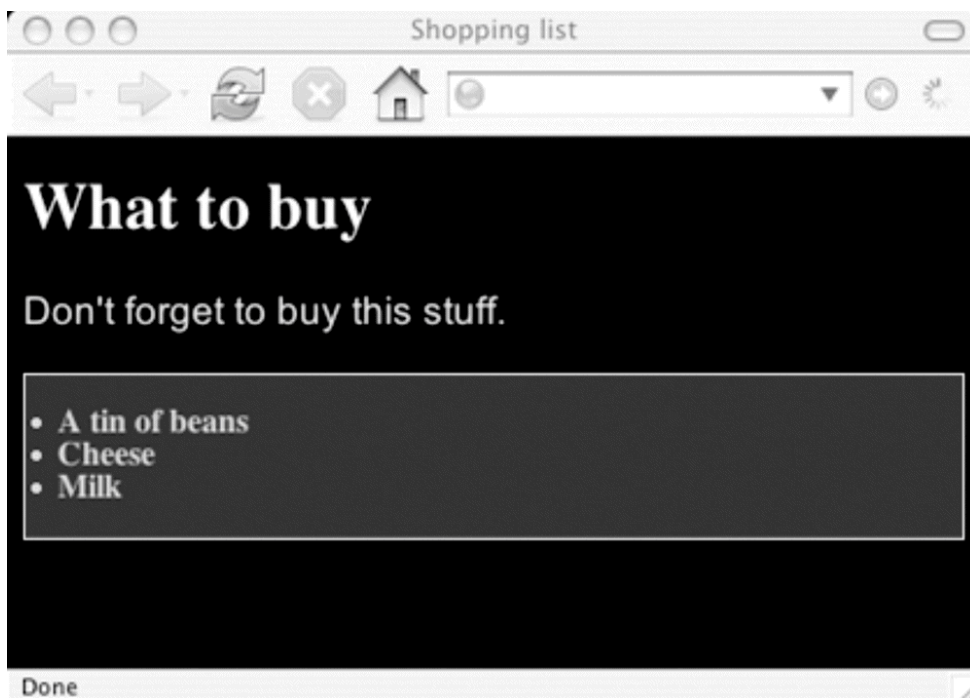 Shopping list
What to buy
Don't forget to buy this stuff.
A tin of beans
Cheese
Milk
Done